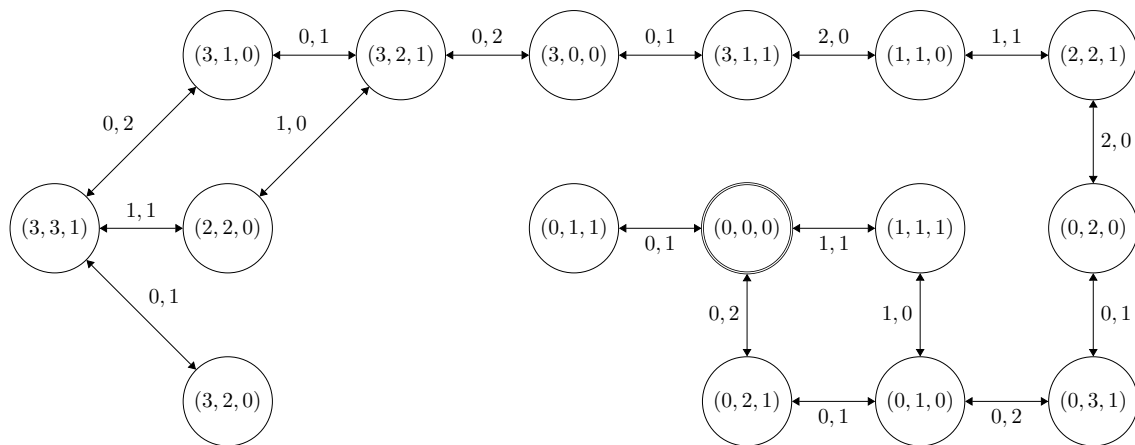 0, 1
0, 2
0, 1
2, 0
1, 1
(3, 1, 0)
(3, 2, 1)
(3, 0, 0)
(3, 1, 1)
(1, 1, 0)
(2, 2, 1)
0, 2
1, 0
2, 0
1, 1
(3, 3, 1)
(2, 2, 0)
(0, 1, 1)
(0, 0, 0)
(1, 1, 1)
(0, 2, 0)
0, 1
1, 1
0, 1
0, 2
1, 0
0, 1
(3, 2, 0)
(0, 2, 1)
(0, 1, 0)
(0, 3, 1)
0, 1
0, 2